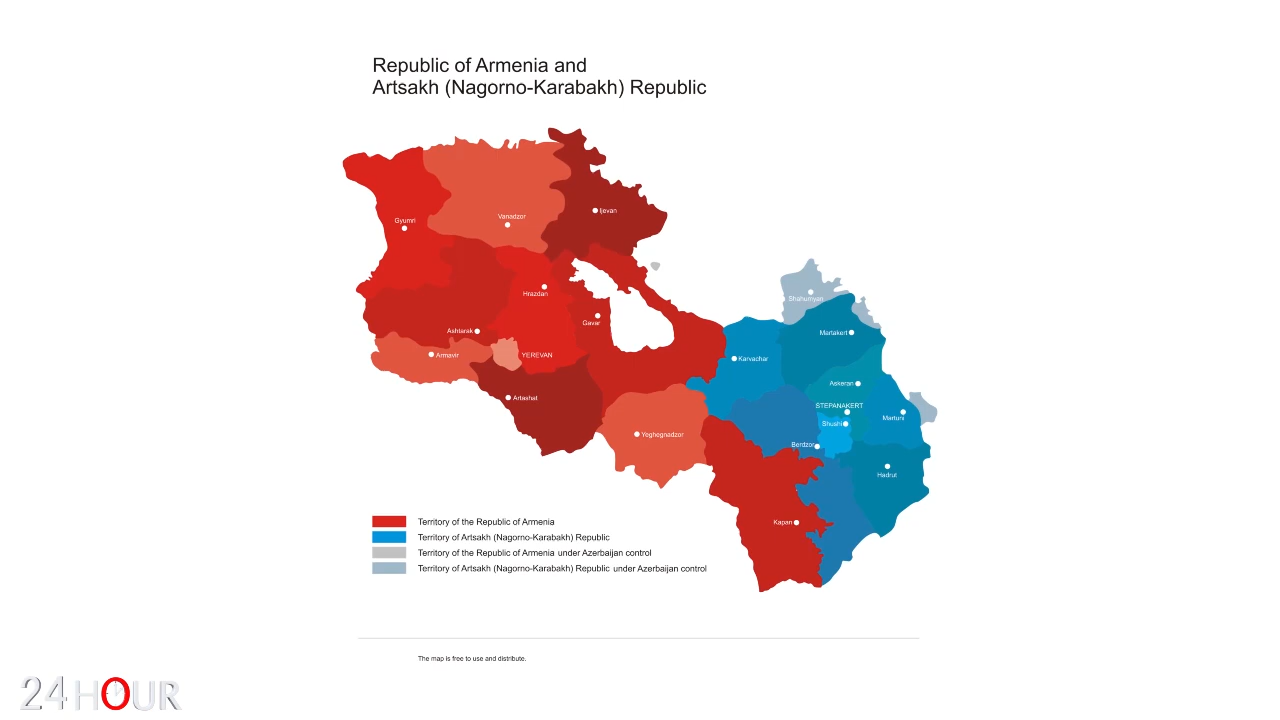 Republic of Armenia and
Artsakh (Nagorno-Karabakh) Republic
Gyumri
Vanadzor
Ijevan
Hrazdan
Gavar
Ashtarak
Armavir
YEREVAN
Artashat
Yeghegnadzor
Kapan
Shahumyan
Martakert
Karvachar
Askeran
STEPANAKERT
Shushi
Martuni
Berdzor
Hadrut
Territory of the Republic of Armenia
Territory of Artsakh (Nagorno-Karabakh) Republic
Territory of the Republic of Armenia under Azerbaijan control
Territory of Artsakh (Nagorno-Karabakh) Republic under Azerbaijan control
The map is free to use and distribute.
24HOUR